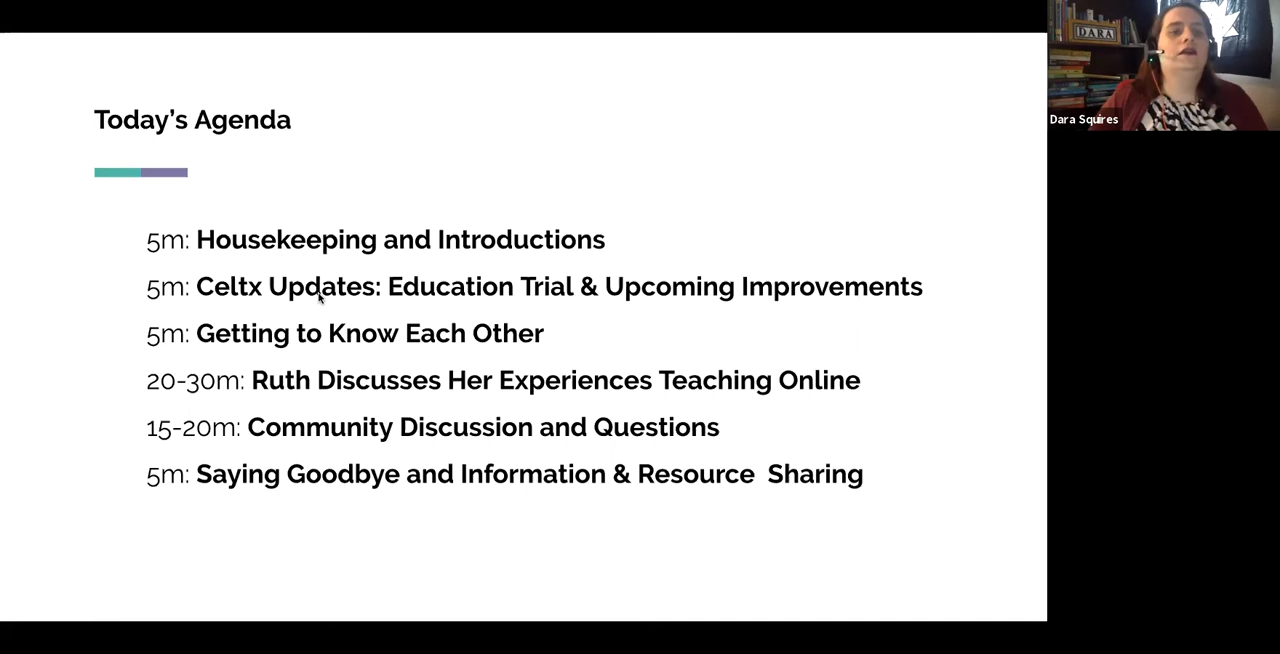 Today's Agenda
5m: Housekeeping and Introductions
5m: Celtx Updates: Education Trial & Upcoming Improvements
5m: Getting to Know Each Other
20-30m: Ruth Discusses Her Experiences Teaching Online
15-20m: Community Discussion and Questions
5m: Saying Goodbye and Information & Resource  Sharing
DARA
Dara Squires